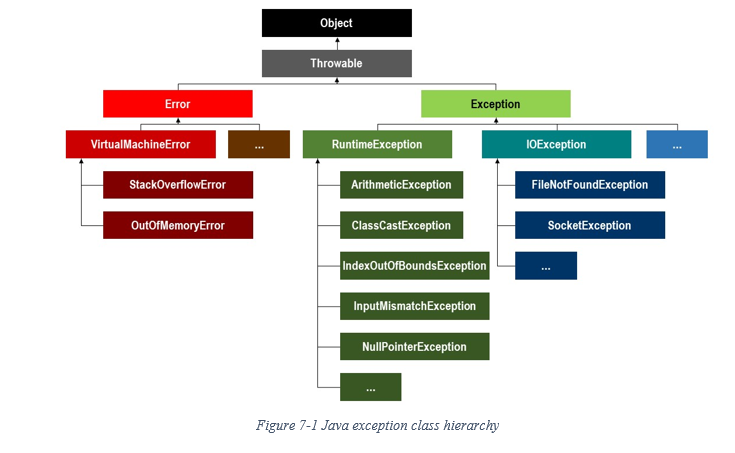 Object
Throwable
Error
Exception
VirtualMachineError
...
RuntimeException
IOException
...
StackOverflowError
ArithmeticException
FileNotFoundException
OutOfMemoryError
ClassCastException
SocketException
IndexOutOfBoundsException
...
InputMismatchException
NullPointerException
...
Figure 7-1 Java exception class hierarchy